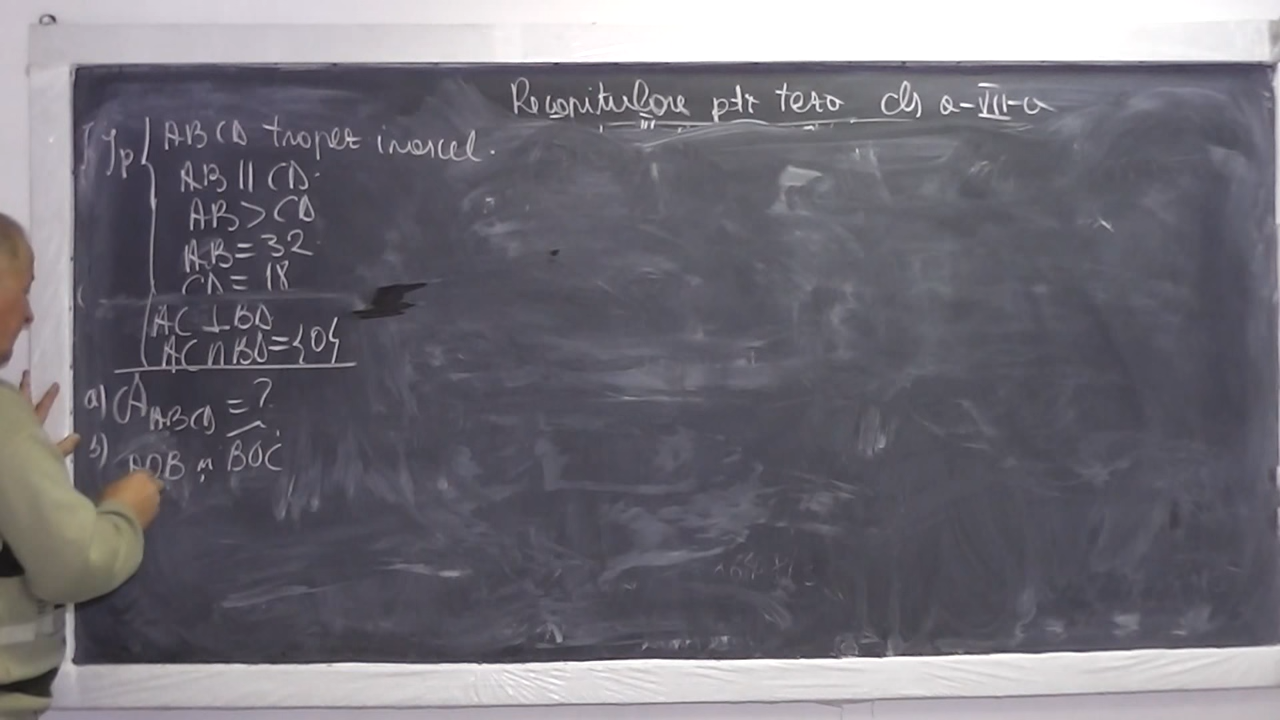 Recapitulare ptr teza cls a-VII-a
Ip ABCD trapez isoscel.
AB || CD
AB > CD
AB = 32
CD = 18
AC ⊥ BD
AC ∩ BD = {O}
a) A ABCD = ?
b) AOB ∩ BOC